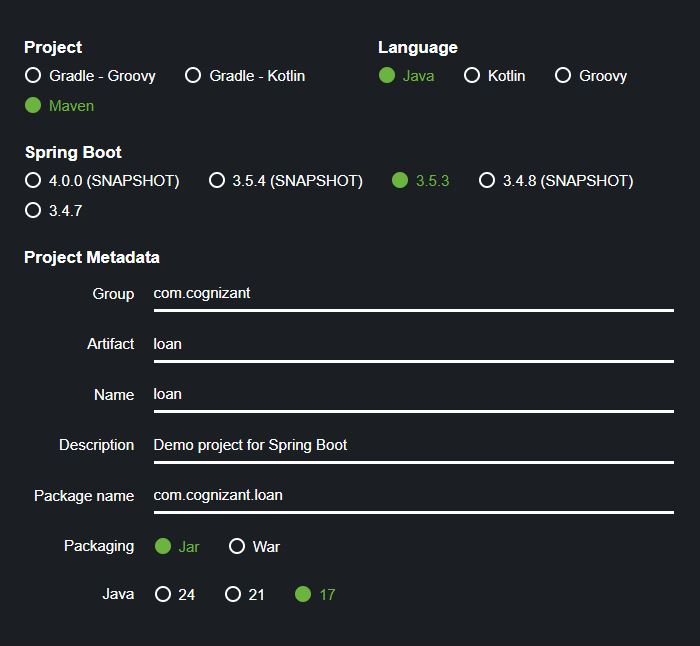 Project
Language
Gradle - Groovy Gradle - Kotlin
Java Kotlin Groovy
Maven
Spring Boot
4.0.0 (SNAPSHOT) 3.5.4 (SNAPSHOT) 3.5.3 3.4.8 (SNAPSHOT)
3.4.7
Project Metadata
Group com.cognizant
Artifact loan
Name loan
Description Demo project for Spring Boot
Package name com.cognizant.loan
Packaging Jar War
Java 24 21 17